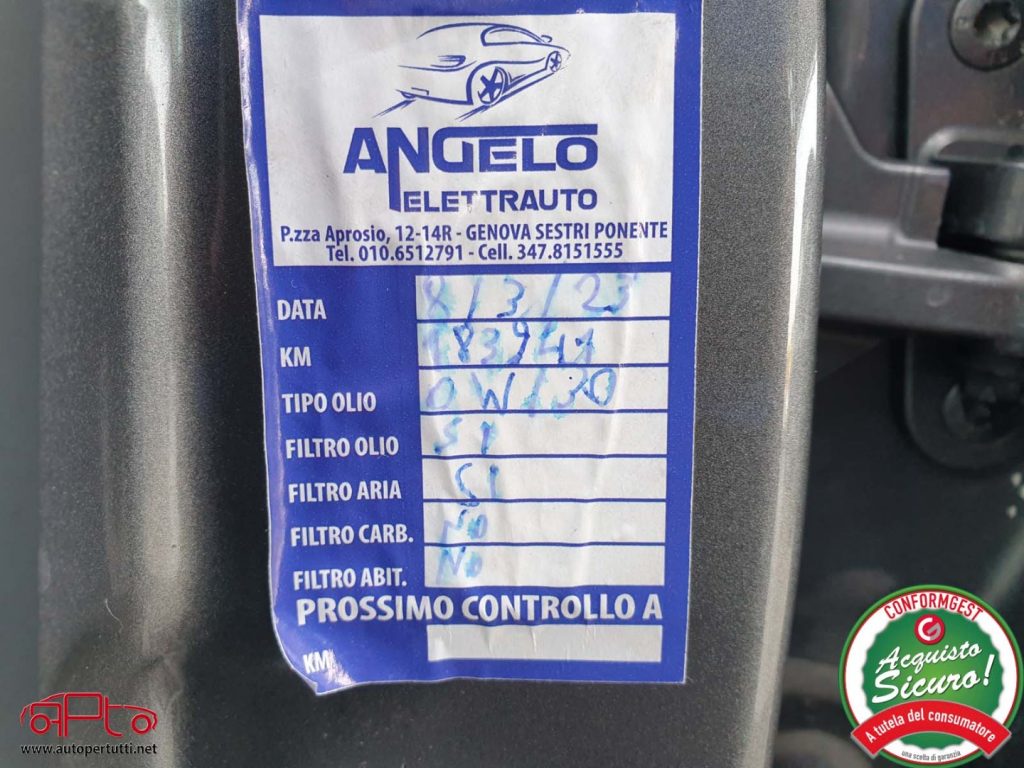 ANGELO
ELETTRAUTO
P.zza Aprosio, 12-14R - GENOVA SESTRI PONENTE
Tel. 010.6512791 - Cell. 347.8151555
DATA 8/3/23
KM 183941
TIPO OLIO 0W/30
FILTRO OLIO SI
FILTRO ARIA SI
FILTRO CARB. NO
FILTRO ABIT. NO
PROSSIMO CONTROLLO A
KM
APto
www.autopertutti.net
CONFORMGEST
Acquisto
Sicuro!
A tutela del consumatore
una scelta di garanzia